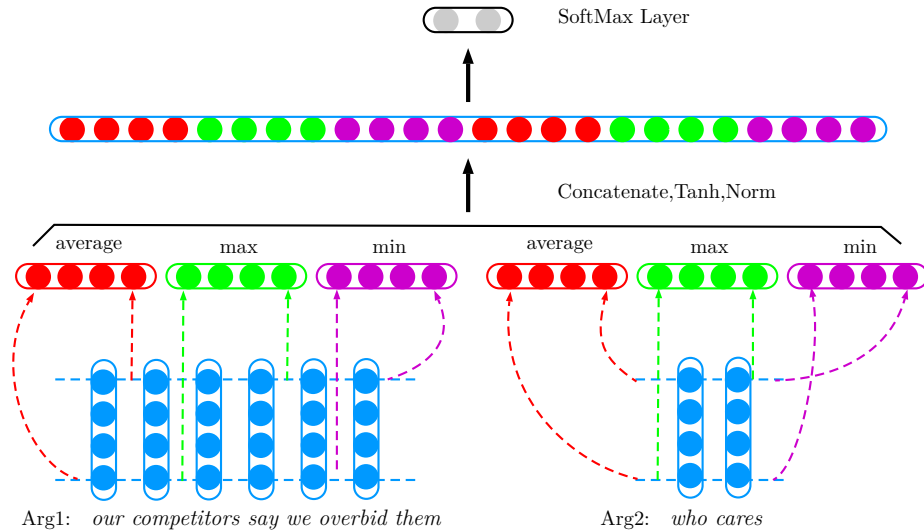 SoftMax Layer
Concatenate,Tanh,Norm
average max min average max min
Arg1: our competitors say we overbid them Arg2: who cares